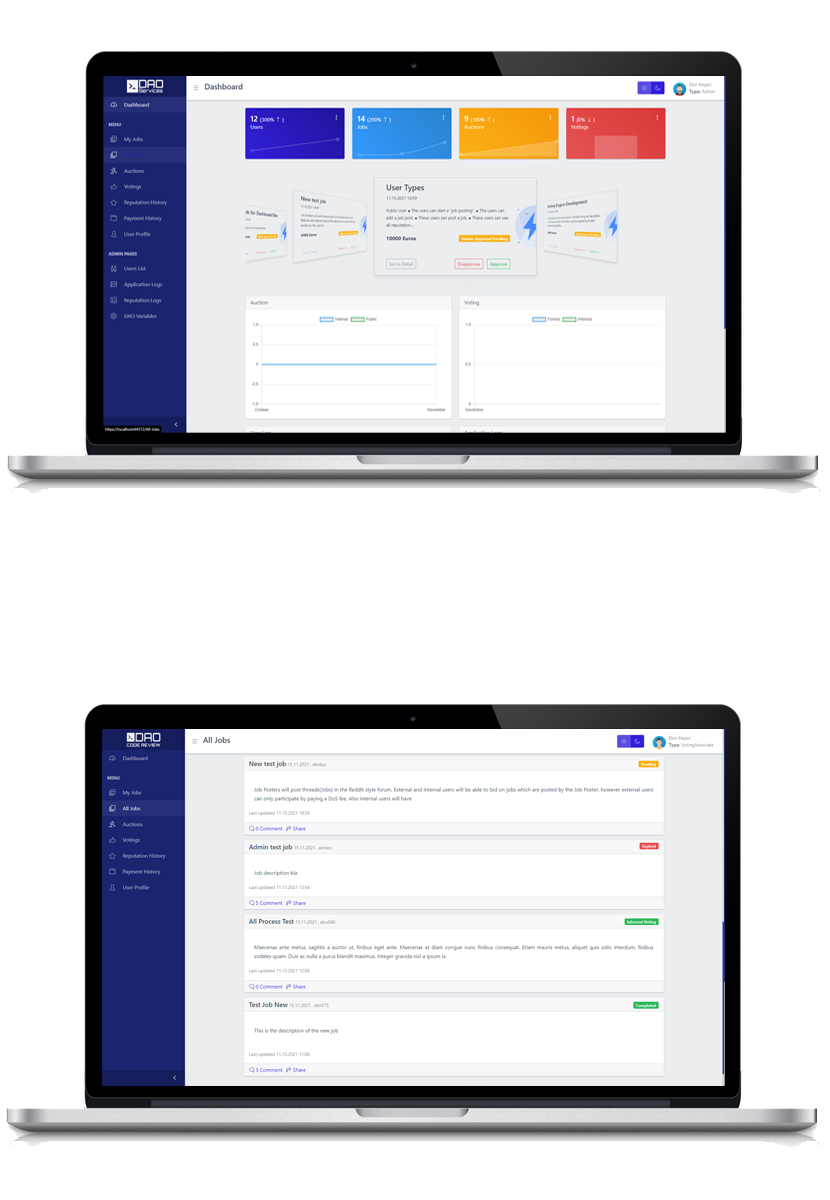 DAO
Services
Dashboard
MENU
My Jobs
Auctions
Votings
Reputation History
Payment History
User Profile
ADMIN PAGES
Users List
Application Logs
Reputation Logs
DAO Variables
https://localhost:44312/All-Jobs
Dashboard
Ekin Keçeci
Type: Admin
12 (300% ↑ )
Users
14 (200% ↑ )
Jobs
9 (100% ↑ )
Auctions
1 (0% ↓ )
Votings
New test job
User Types
11.15.2021 10:59
Public User ● The users can start a "job posting". ● The users can
edit a job post. ● These users can post a job. ● These users can see
all reputation ..
10000 Euros
Admin Approval Pending
Go to Detail
Disapprove
Approve
Voting Engine Development
Auction
Internal
Public
1.0
0.5
0
-0.5
-1.0
October
November
Voting
Formal
Informal
1.0
0.5
0
November
DAO
CODE REVIEW
Dashboard
MENU
My Jobs
All Jobs
Auctions
Votings
Reputation History
Payment History
User Profile
All Jobs
Ekin Keçeci
Type: VotingAssociate
New test job 15.11.2021 ,
Pending
Job Posters will post threads(Jobs) in the Reddit style forum. External and internal users will be able to bid on jobs which are posted by the Job Poster, however external users
can only participate by paying a DoS fee. Also internal users will have
Last updated 11.15.2021 18:59
0 Comment Share
Admin test job 15.11.2021 ,
Expired
Job description bla
Last updated 11.15.2021 13:54
5 Comment Share
All Process Test 15.11.2021 ,
Informal Voting
Maecenas ante metus, sagittis a auctor ut, finibus eget ante. Maecenas at diam congue nunc finibus consequat. Etiam mauris metus, aliquet quis odio interdum, finibus
sodales quam. Duis ac nulla a purus blandit maximus. Integer gravida nisl a ipsum ia
Last updated 11.15.2021 12:08
0 Comment Share
Test Job New 15.11.2021 , ekin573
Completed
This is the description of the new job
Last updated 11.15.2021 11:06
3 Comment Share